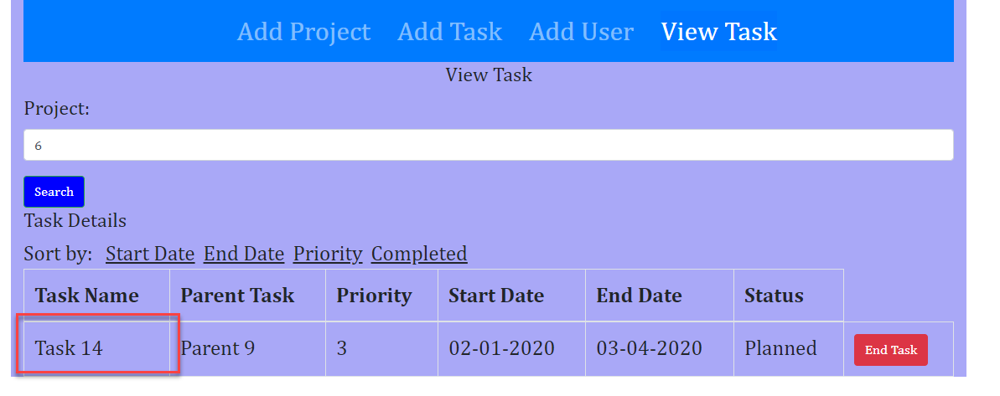 Add Project Add Task Add User View Task
View Task
Project:
6
Search
Task Details
Sort by: Start Date End Date Priority Completed
Task Name Parent Task Priority Start Date End Date Status
Task 14 Parent 9 3 02-01-2020 03-04-2020 Planned End Task